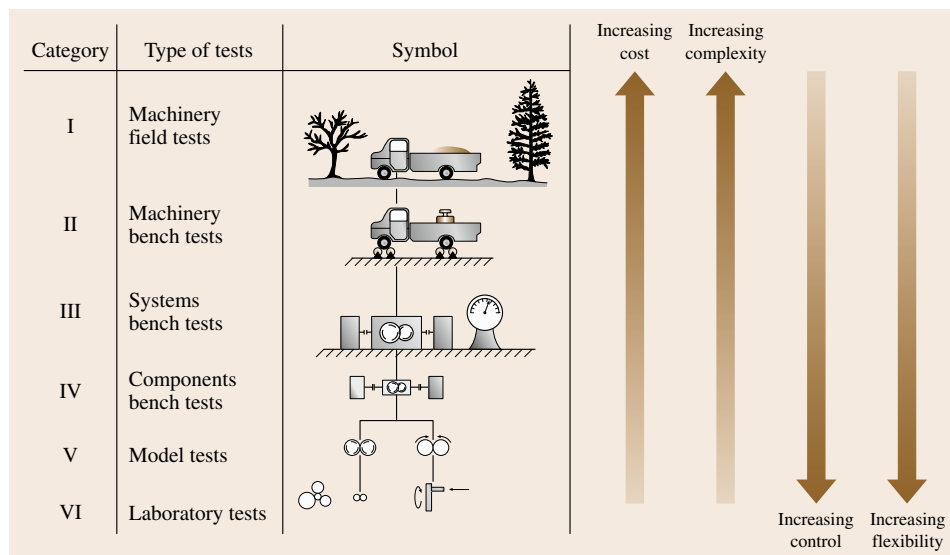 Category
Type of tests
Symbol
Increasing
cost
Increasing
complexity
I
Machinery
field tests
II
Machinery
bench tests
III
Systems
bench tests
IV
Components
bench tests
V
Model tests
VI
Laboratory tests
Increasing
control
Increasing
flexibility